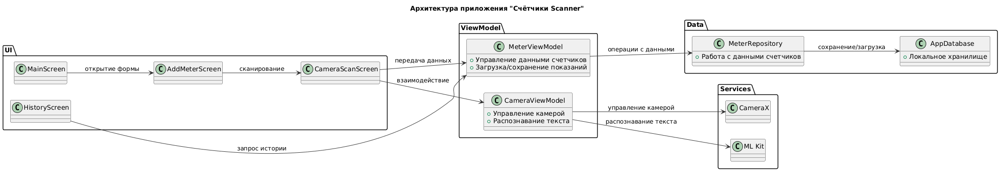 Архитектура приложения "Счётчики Scanner"
UI
C MainScreen
открытие формы
C AddMeterScreen
сканирование
C CameraScanScreen
C HistoryScreen
запрос истории
передача данных
взаимодействие
ViewModel
C MeterViewModel
Управление данными счетчиков
Загрузка/сохранение показаний
C CameraViewModel
Управление камерой
Распознавание текста
операции с данными
управление камерой
распознавание текста
Data
C MeterRepository
Работа с данными счетчиков
сохранение/загрузка
C AppDatabase
Локальное хранилище
Services
C CameraX
C ML Kit